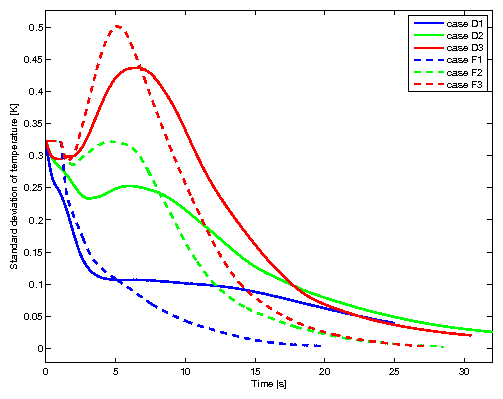 0.5
0.45
0.4
0.35
0.3
0.25
0.2
0.15
0.1
0.05
0
Standard deviation of temperature [K]
case D1
case D2
case D3
case F1
case F2
case F3
0 5 10 15 20 25 30
Time [s]